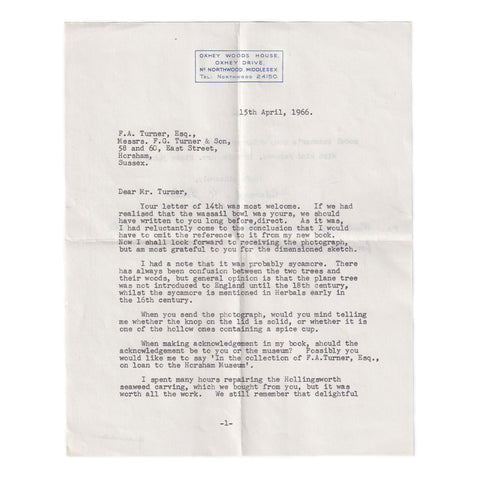 OXHEY WOODS HOUSE,
OXHEY DRIVE,
Nr NORTHWOOD, MIDDLESEX.
TEL: NORTHWOOD 24150.
15th April, 1966.
F.A. Turner, Esq.,
Messrs. F.G. Turner & Son,
58 and 60, East Street,
Horsham,
Sussex.
Dear Mr. Turner,
Your letter of 14th was most welcome. If we had
realised that the wassail bowl was yours, we should
have written to you long before,direct. As it was,
I had reluctantly come to the conclusion that I would
have to omit the reference to it from my new book.
Now I shall look forward to receiving the photograph,
but am most grateful to you for the dimensioned sketch.
I had a note that it was probably sycamore. There
has always been confusion between the two trees and
their woods, but general opinion is that the plane tree
was not introduced to England until the 18th century,
whilst the sycamore is mentioned in Herbals early in
the 16th century.
When you send the photograph, would you mind telling
me whether the knop on the lid is solid, or whether it is
one of the hollow ones containing a spice cup.
When making acknowledgement in my book, should the
acknowledgement be to you or the museum? Possibly you
would like me to say 'In the collection of F.A.Turner, Esq.,
on loan to the Horsham Museum'.
I spent many hours repairing the Hollingsworth
seaweed carving, which we bought from you, but it was
worth all the work. We still remember that delightful
-1-